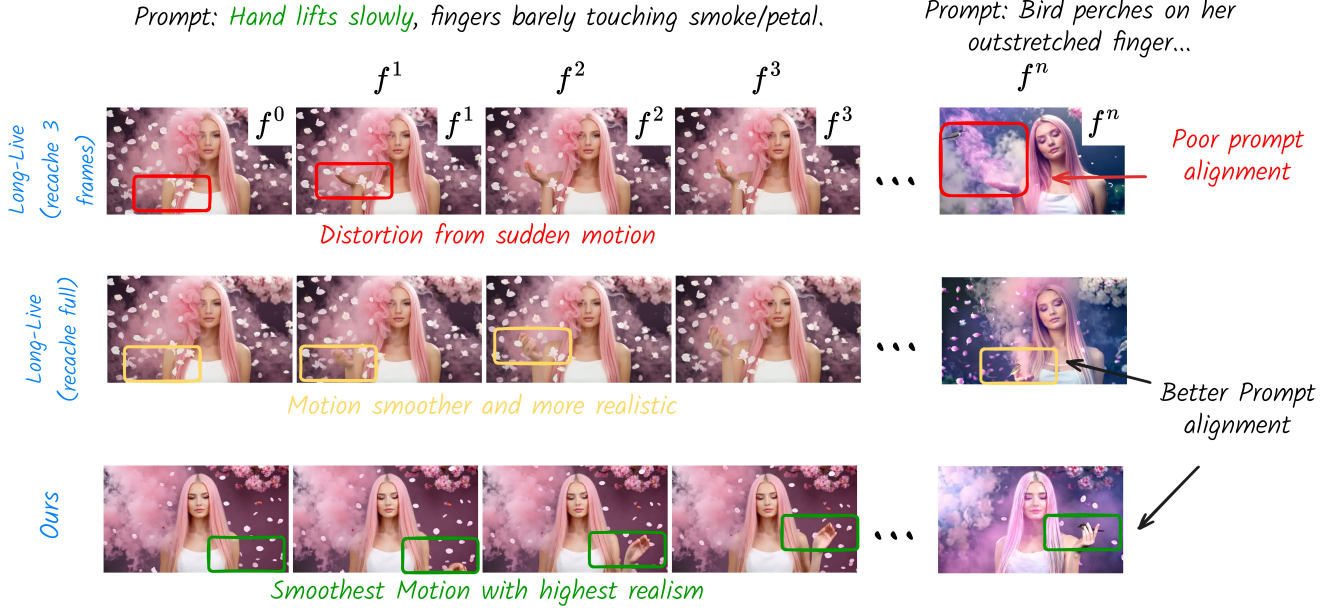 Prompt: Hand lifts slowly, fingers barely touching smoke/petal.
Prompt: Bird perches on her
outstretched finger...
f^1
f^2
f^3
f^n
Long-Live
(recache 3
frames)
f^0
f^1
f^2
f^3
...
f^n
Poor prompt
alignment
Distortion from sudden motion
Long-Live
(recache full)
...
Motion smoother and more realistic
Better Prompt
alignment
Ours
...
Smoothest Motion with highest realism